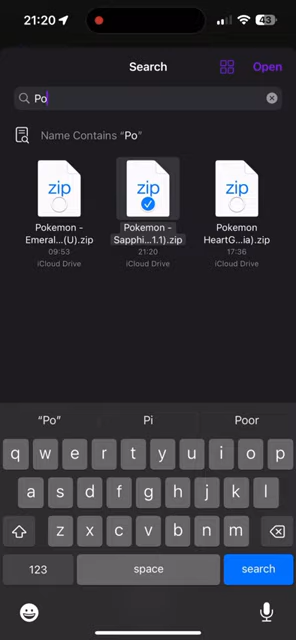 21:20
43
Search
Open
Po
Name Contains “Po”
zip
zip
zip
Pokemon -
Emeral...(U).zip
09:53
iCloud Drive
Pokemon -
Sapphi...1.1).zip
21:20
iCloud Drive
Pokemon
HeartG...ia).zip
17:36
iCloud Drive
“Po”
Pi
Poor
q w e r t y u i o p
a s d f g h j k l
z x c v b n m
123
space
search